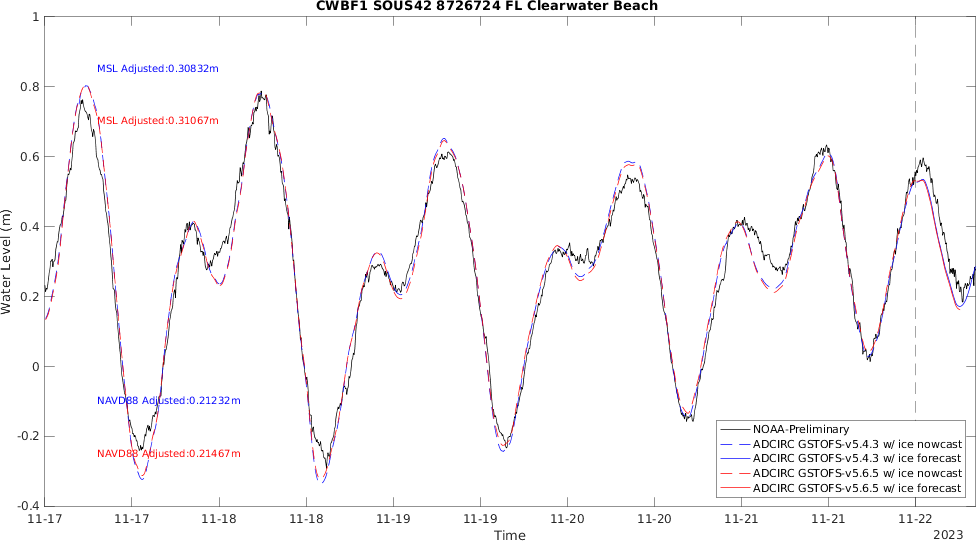 CWBF1 SOUS42 8726724 FL Clearwater Beach
1
0.8
0.6
0.4
0.2
0
-0.2
-0.4
Water Level (m)
MSL Adjusted:0.30832m
MSL Adjusted:0.31067m
NAVD88 Adjusted:0.21232m
NAVD88 Adjusted:0.21467m
NOAA-Preliminary
ADCIRC GSTOFS-v5.4.3 w/ ice nowcast
ADCIRC GSTOFS-v5.4.3 w/ ice forecast
ADCIRC GSTOFS-v5.6.5 w/ ice nowcast
ADCIRC GSTOFS-v5.6.5 w/ ice forecast
11-17 11-17 11-18 11-18 11-19 11-19 11-20 11-20 11-21 11-21 11-22
Time
2023